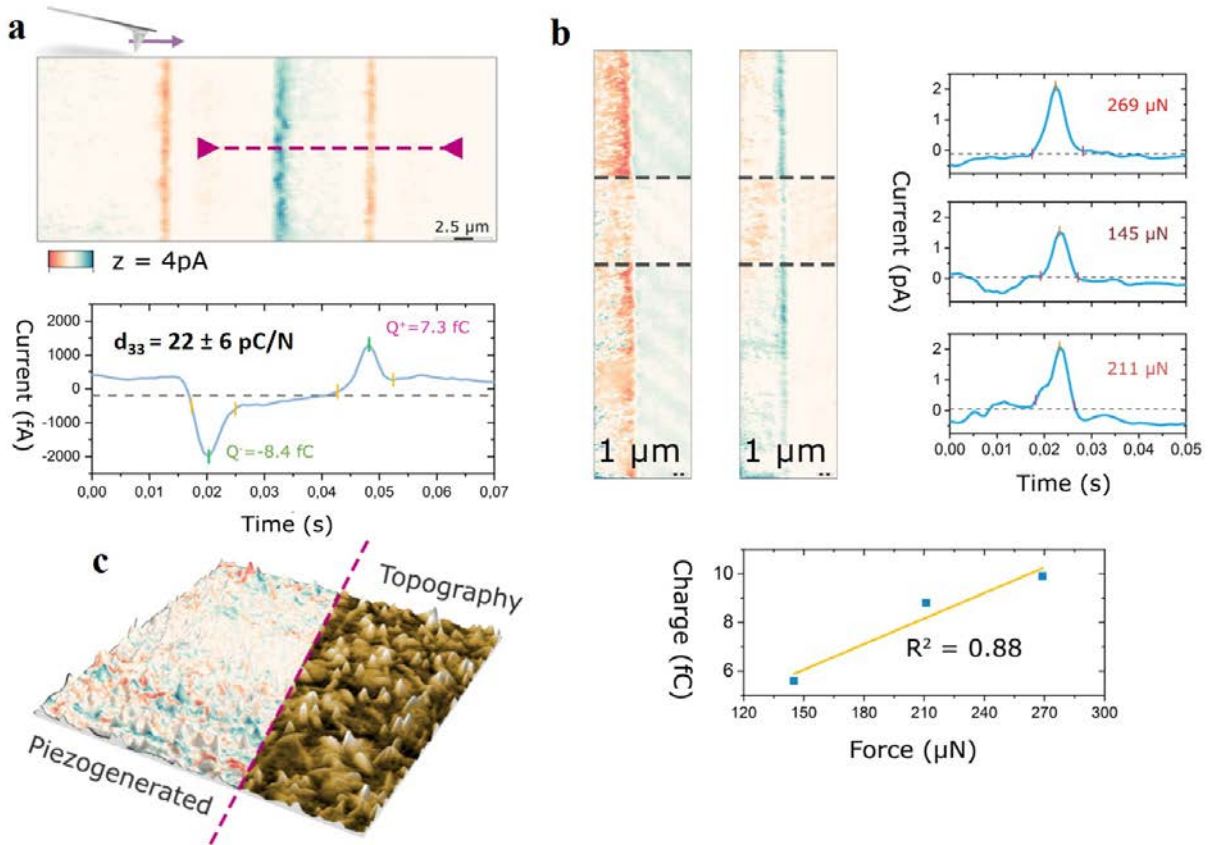 a
2.5 µm
z = 4pA
Current (fA)
2000
1000
0
-1000
-2000
d33 = 22 ± 6 pC/N
Q⁺=7.3 fC
Q⁻=-8.4 fC
0,00 0,01 0,02 0,03 0,04 0,05 0,06 0,07
Time (s)
b
1 µm
1 µm
Current (pA)
2
1
0
269 µN
2
1
0
145 µN
2
1
0
211 µN
0,00 0,01 0,02 0,03 0,04 0,05
Time (s)
Charge (fC)
10
8
6
R² = 0.88
120 150 180 210 240 270 300
Force (µN)
c
Topography
Piezogenerated